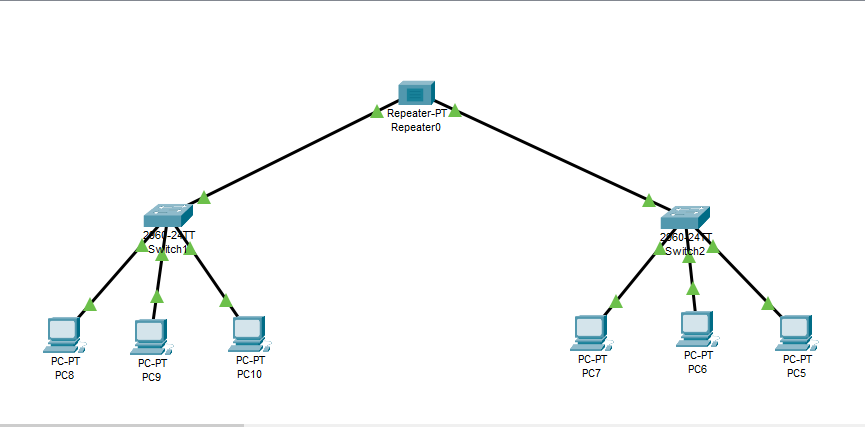 Repeater-PT
Repeater0
2960-24TT
Switch1
2960-24TT
Switch2
PC-PT
PC8
PC-PT
PC9
PC-PT
PC10
PC-PT
PC7
PC-PT
PC6
PC-PT
PC5